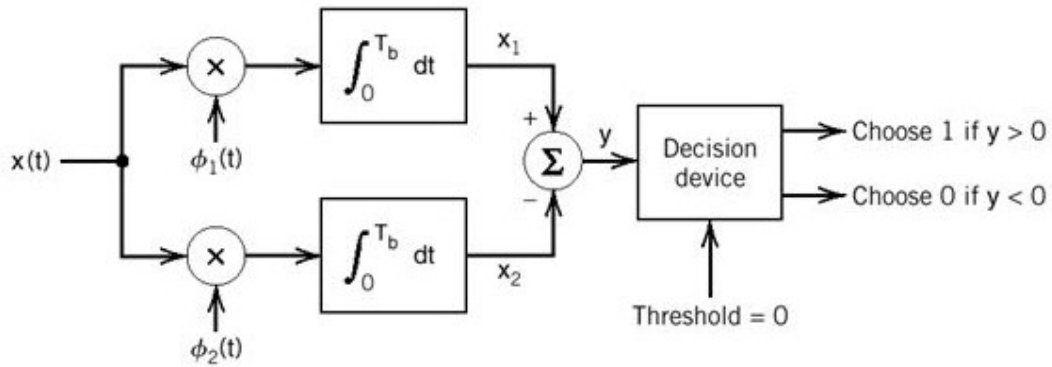 x(t)
×
ϕ₁(t)
∫₀ᵀᵇ dt
x₁
×
ϕ₂(t)
∫₀ᵀᵇ dt
x₂
+
Σ
−
y
Decision
device
Threshold = 0
Choose 1 if y > 0
Choose 0 if y < 0